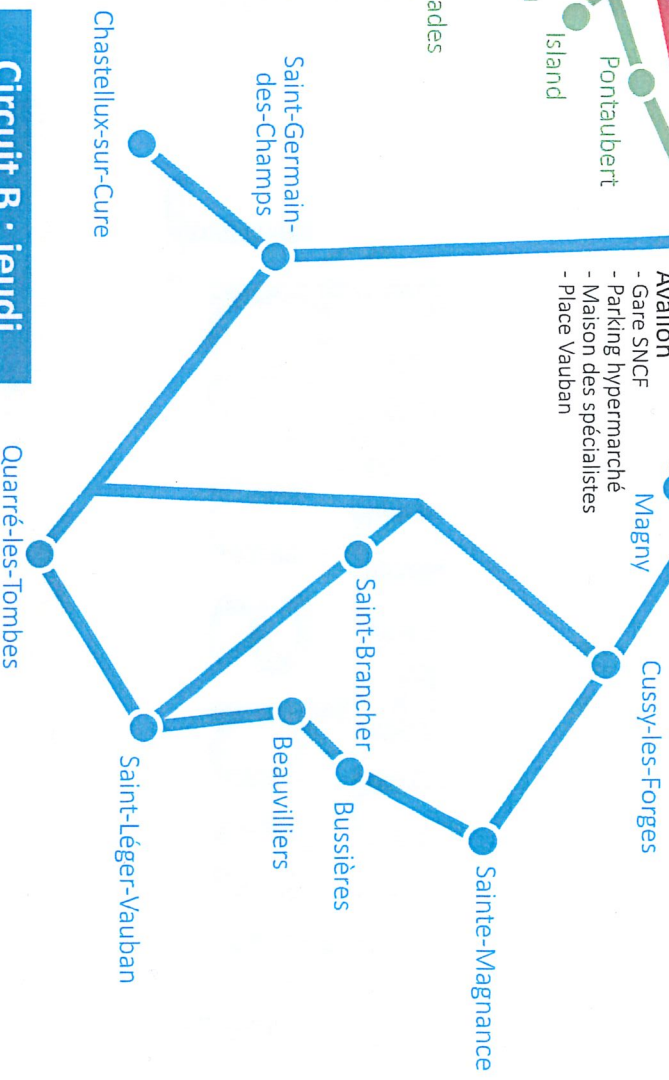 ades
Island
Pontaubert
Avallon
- Gare SNCF
- Parking hypermarché
- Maison des spécialistes
- Place Vauban
Magny
Cussy-les-Forges
Sainte-Magnance
Bussières
Beauvilliers
Saint-Brancher
Saint-Léger-Vauban
Quarré-les-Tombes
Saint-Germain-
des-Champs
Chastellux-sur-Cure
Circuit B : jeudi